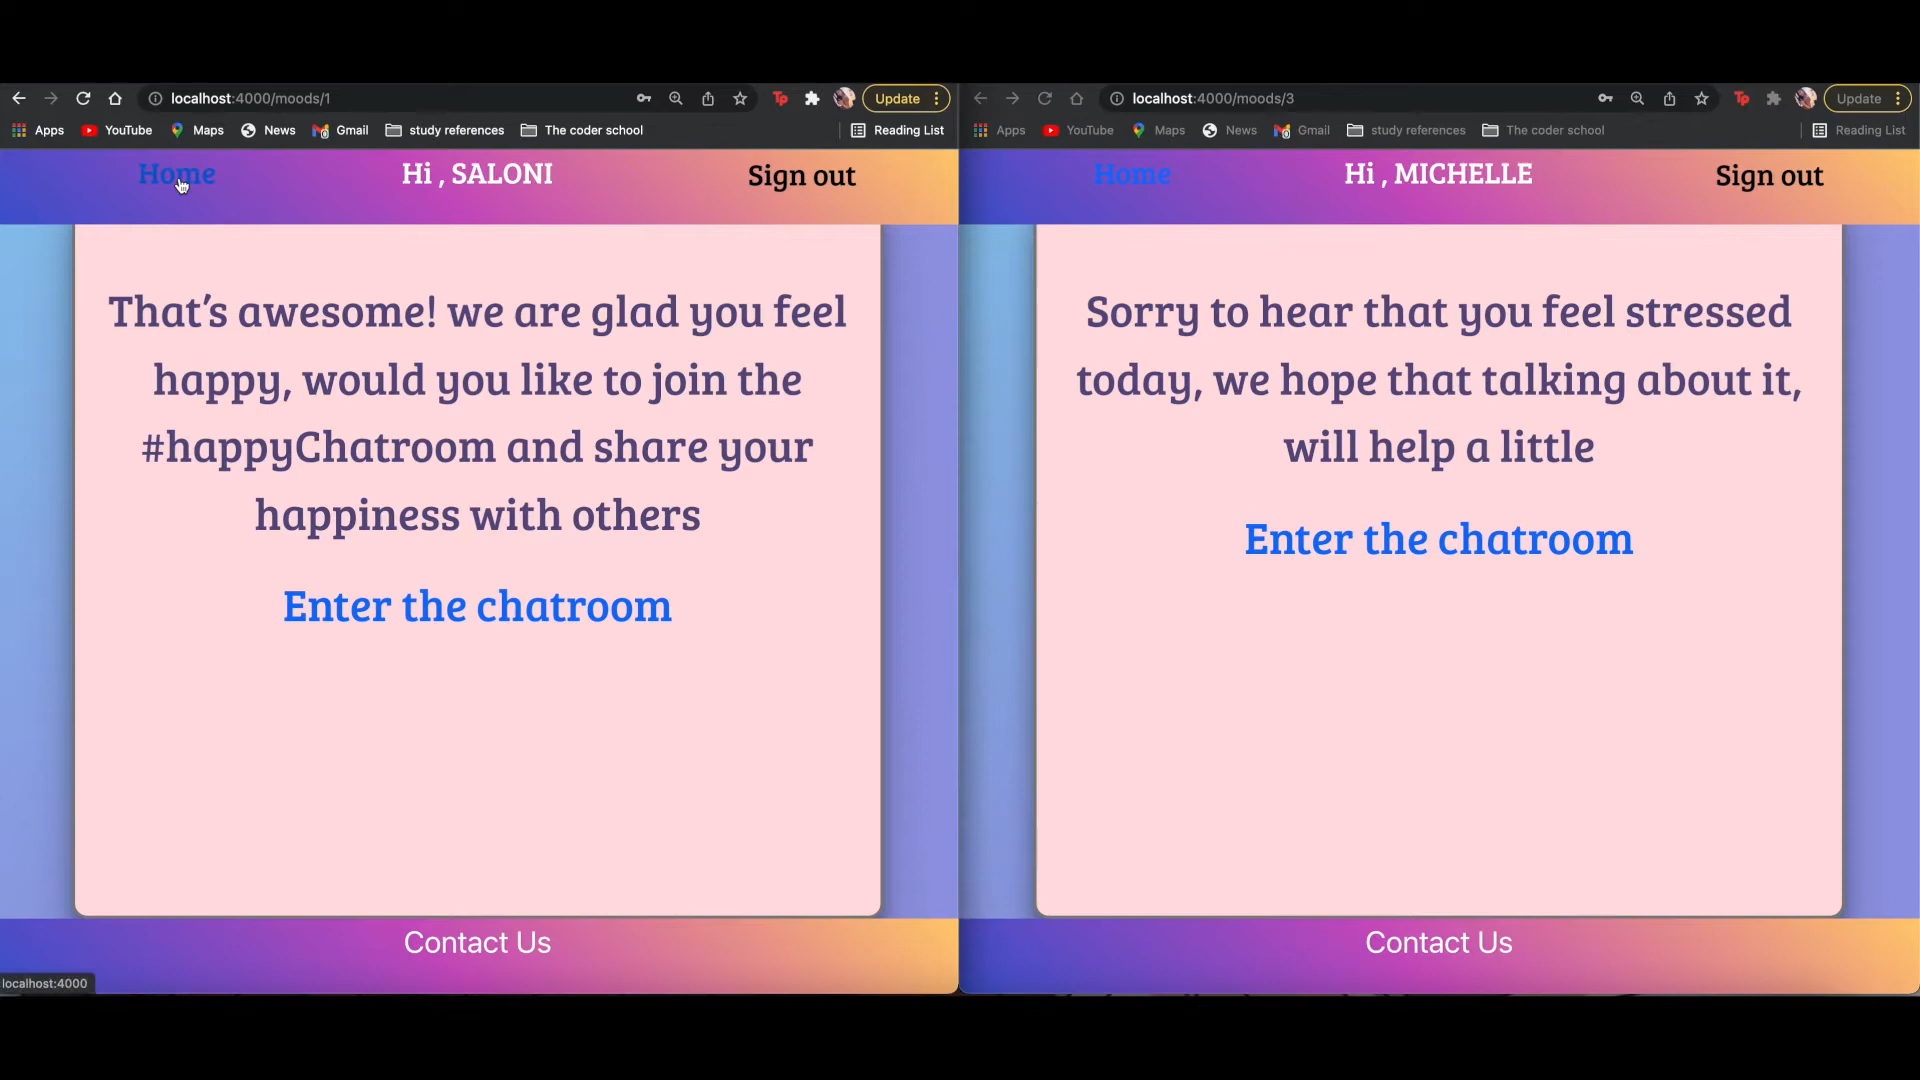 localhost:4000/moods/1
Update
Apps
YouTube
Maps
News
Gmail
study references
The coder school
Reading List
Home
Hi , SALONI
Sign out
That's awesome! we are glad you feel
happy, would you like to join the
#happyChatroom and share your
happiness with others
Enter the chatroom
Contact Us
localhost:4000
localhost:4000/moods/3
Update
Apps
YouTube
Maps
News
Gmail
study references
The coder school
Reading List
Home
Hi , MICHELLE
Sign out
Sorry to hear that you feel stressed
today, we hope that talking about it,
will help a little
Enter the chatroom
Contact Us